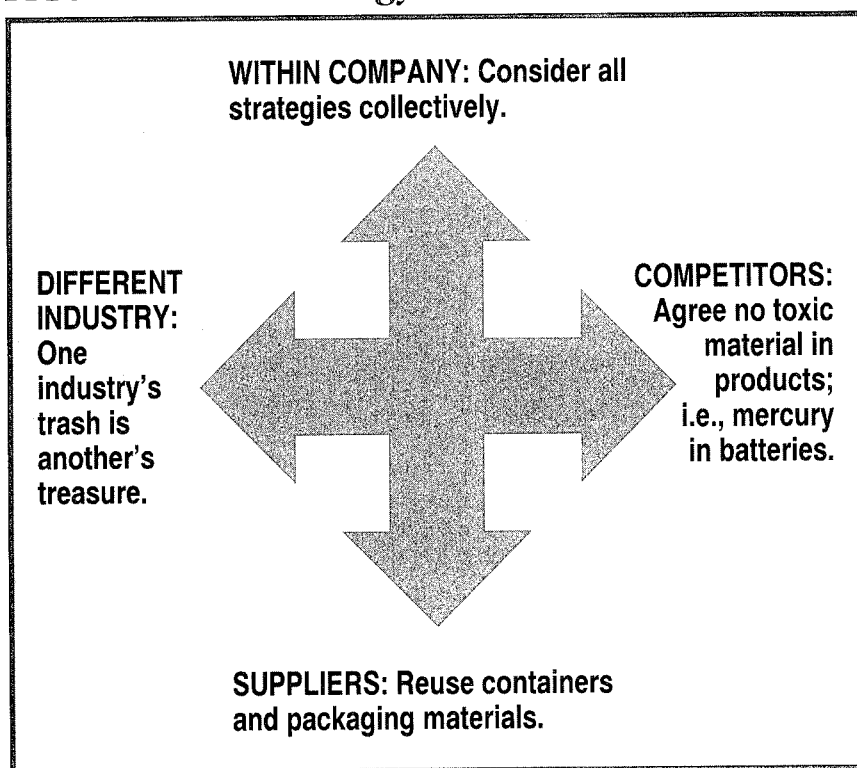 WITHIN COMPANY: Consider all
strategies collectively.
DIFFERENT
INDUSTRY:
One
industry's
trash is
another's
treasure.
COMPETITORS:
Agree no toxic
material in
products;
i.e., mercury
in batteries.
SUPPLIERS: Reuse containers
and packaging materials.